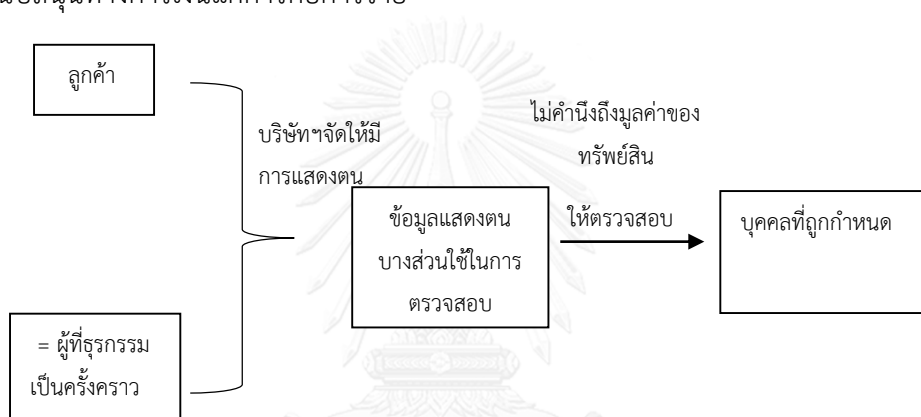 ลูกค้า
บริษัทฯจัดให้มี
การแสดงตน
ไม่คำนึงถึงมูลค่าของ
ทรัพย์สิน
ข้อมูลแสดงตน
บางส่วนใช้ในการ
ตรวจสอบ
ให้ตรวจสอบ
บุคคลที่ถูกกำหนด
= ผู้ที่ธุรกรรม
เป็นครั้งคราว